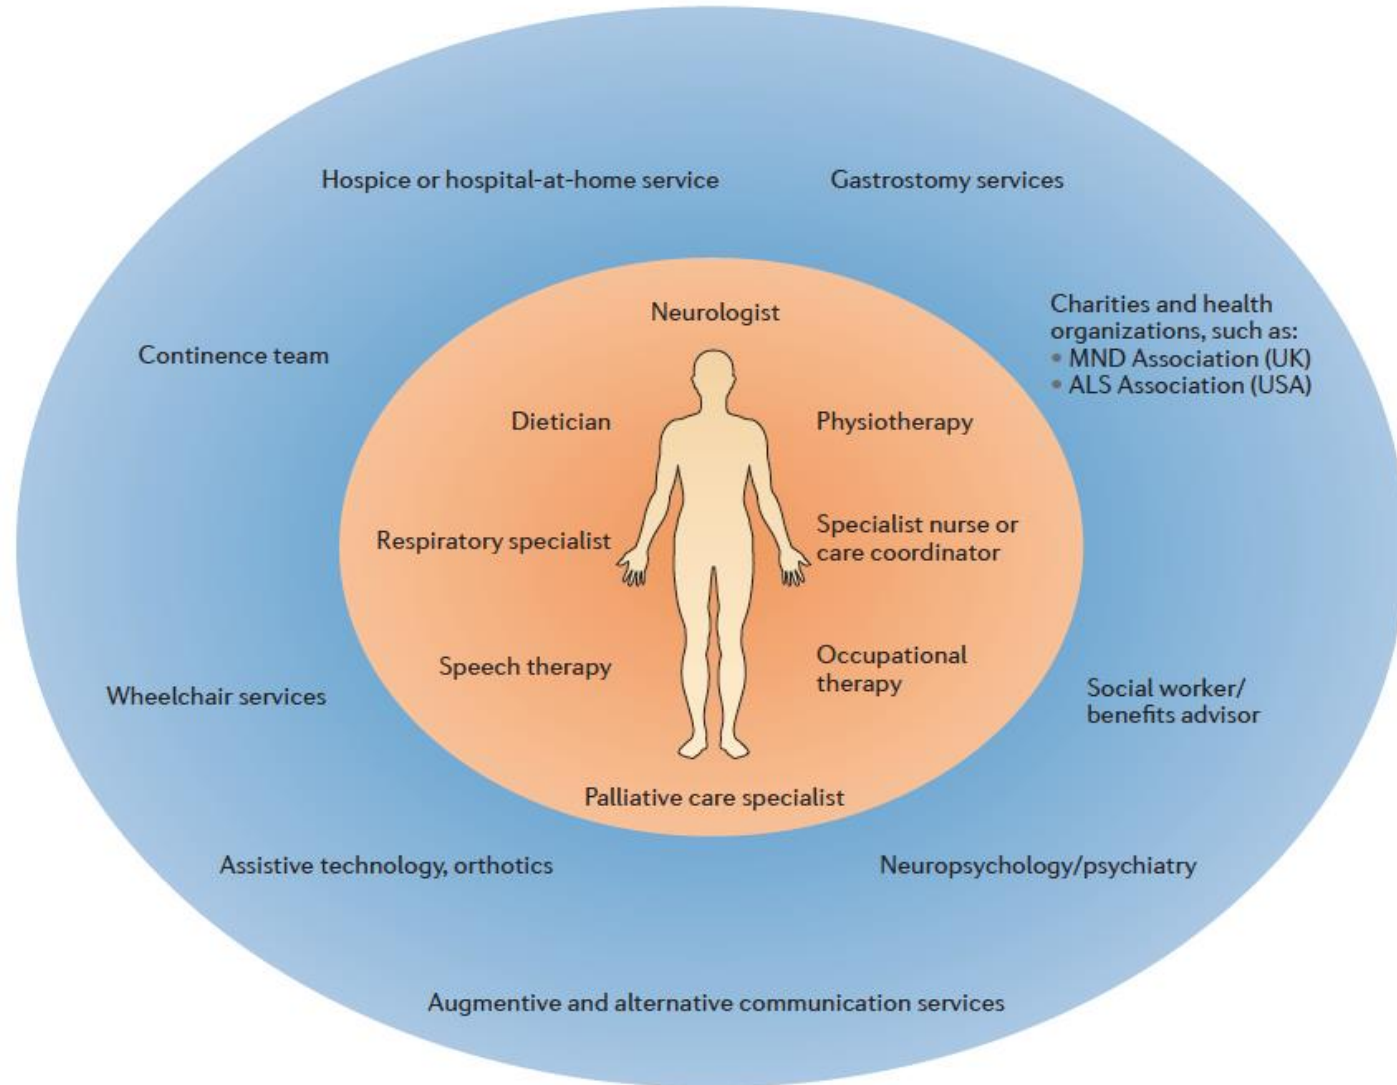 Hospice or hospital-at-home service
Gastrostomy services
Neurologist
Charities and health
organizations, such as:
• MND Association (UK)
• ALS Association (USA)
Continence team
Dietician
Physiotherapy
Respiratory specialist
Specialist nurse or
care coordinator
Speech therapy
Occupational
therapy
Wheelchair services
Social worker/
benefits advisor
Palliative care specialist
Assistive technology, orthotics
Neuropsychology/psychiatry
Augmentive and alternative communication services